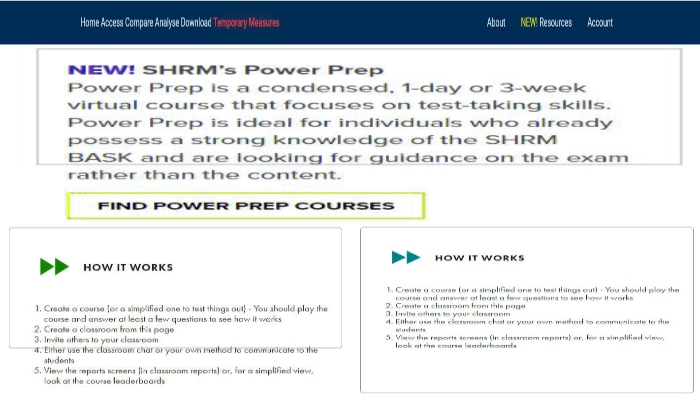 Home Access Compare Analyse Download Temporary Measures About NEW! Resources Account
NEW! SHRM's Power Prep
Power Prep is a condensed, 1-day or 3-week
virtual course that focuses on test-taking skills.
Power Prep is ideal for individuals who already
possess a strong knowledge of the SHRM
BASK and are looking for guidance on the exam
rather than the content.
FIND POWER PREP COURSES
HOW IT WORKS
1. Create a course (or a simplified one to test things out) - You should play the
course and answer at least a few questions to see how it works
2. Create a classroom from this page
3. Invite others to your classroom
4. Either use the classroom chat or your own method to communicate to the
students
5. View the reports screens (in classroom reports) or, for a simplified view,
look at the course leaderboards
HOW IT WORKS
1. Create a course (or a simplified one to test things out) - You should play the
course and answer at least a few questions to see how it works
2. Create a classroom from this page
3. Invite others to your classroom
4. Either use the classroom chat or your own method to communicate to the
students
5. View the reports screens (in classroom reports) or, for a simplified view,
look at the course leaderboards